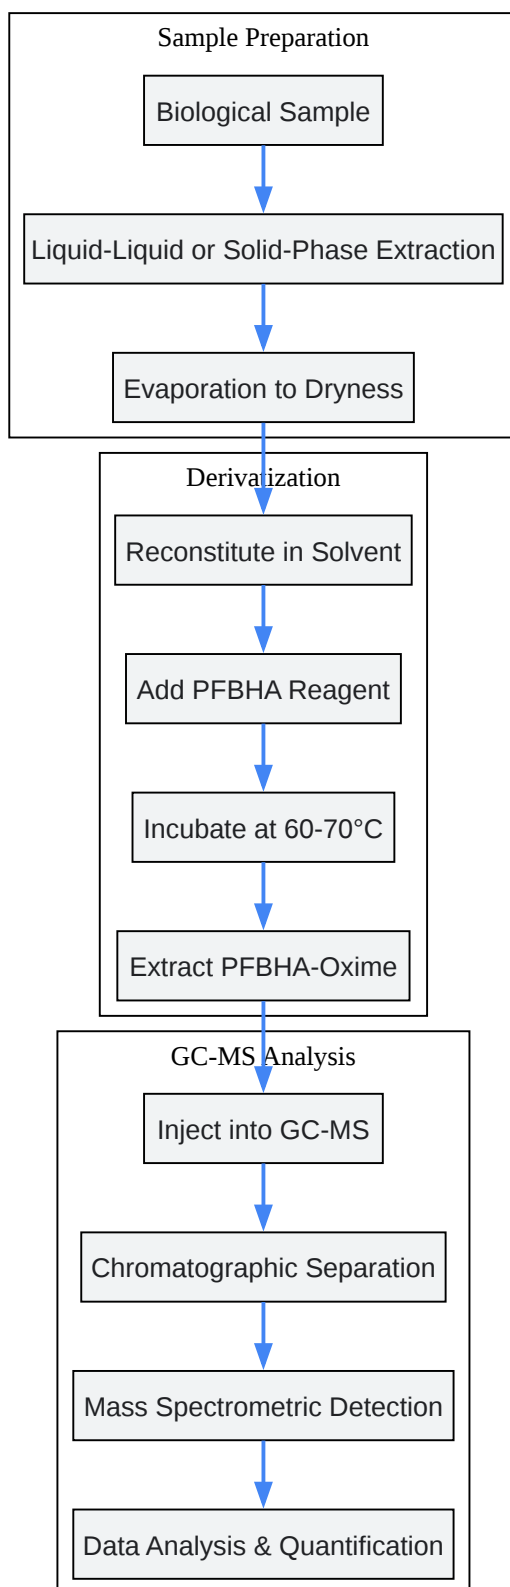 Sample Preparation
Biological Sample
Liquid-Liquid or Solid-Phase Extraction
Evaporation to Dryness
Derivatization
Reconstitute in Solvent
Add PFBHA Reagent
Incubate at 60-70°C
Extract PFBHA-Oxime
GC-MS Analysis
Inject into GC-MS
Chromatographic Separation
Mass Spectrometric Detection
Data Analysis & Quantification